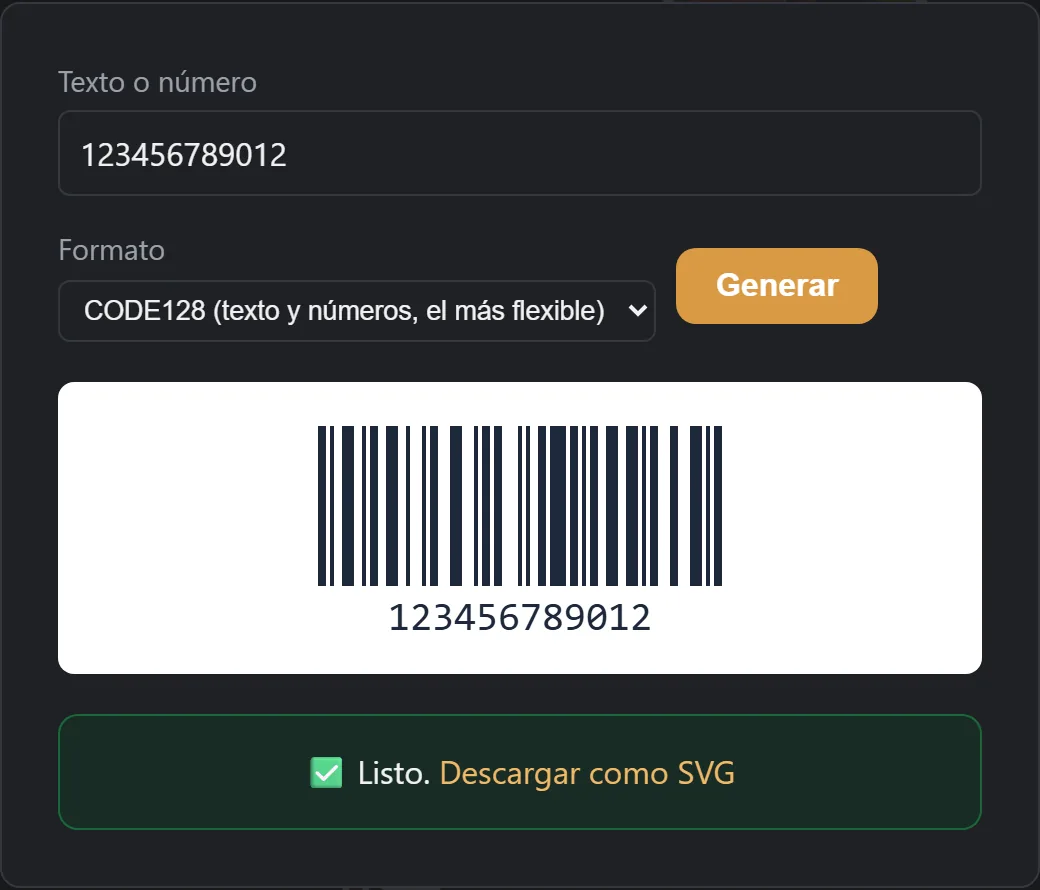 Texto o número
123456789012
Formato
CODE128 (texto y números, el más flexible)
Generar
123456789012
✅ Listo. Descargar como SVG